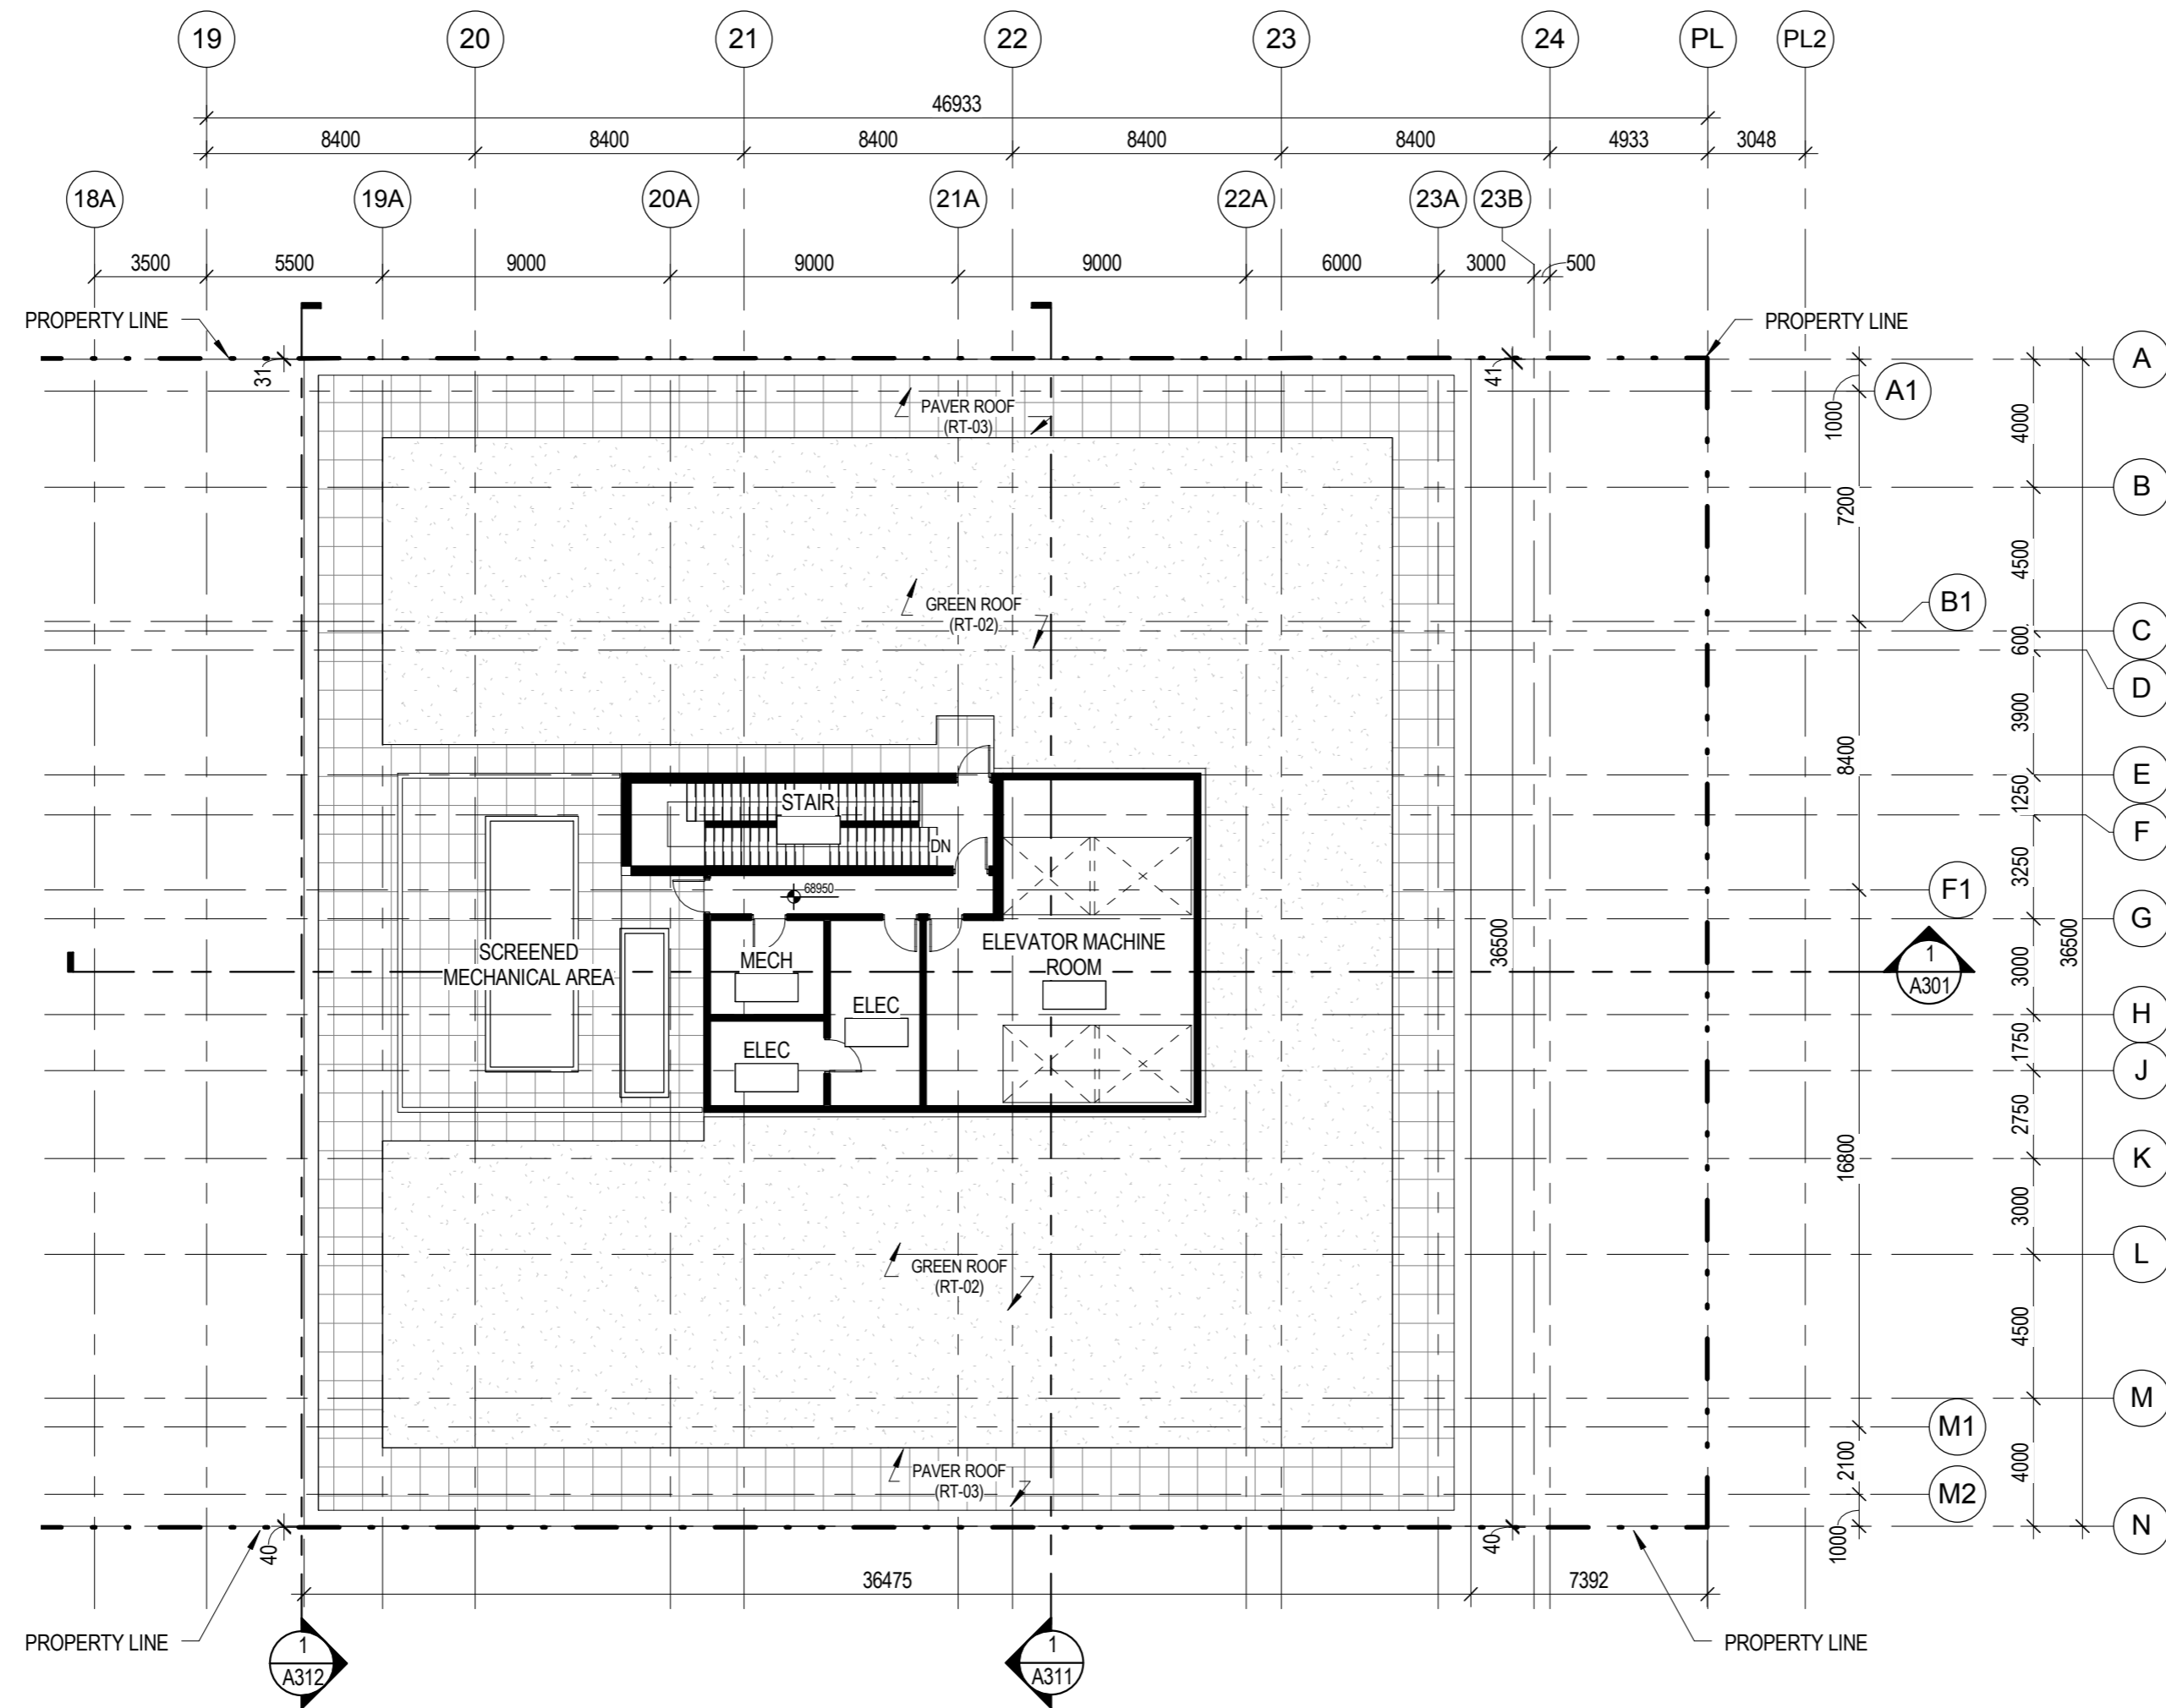 19 20 21 22 23 24 PL PL2
46933
8400 8400 8400 8400 8400 4933 3048
18A 19A 20A 21A 22A 23A 23B
3500 5500 9000 9000 9000 6000 3000 500
PROPERTY LINE
PROPERTY LINE
31
41
A
A1
1000
4000
PAVER ROOF
(RT-03)
B
7200
4500
GREEN ROOF
(RT-02)
B1
C
600
D
3900
8400
E
1250
F
STAIR
DN
68950
3250
F1
G
36500
36500
SCREENED
MECHANICAL AREA
MECH
ELEVATOR MACHINE
ROOM
1
A301
3000
ELEC
H
ELEC
1750
J
2750
16800
K
3000
L
GREEN ROOF
(RT-02)
4500
M
M1
PAVER ROOF
(RT-03)
2100
4000
M2
40
40
1000
N
36475
7392
PROPERTY LINE
PROPERTY LINE
1
A312
1
A311